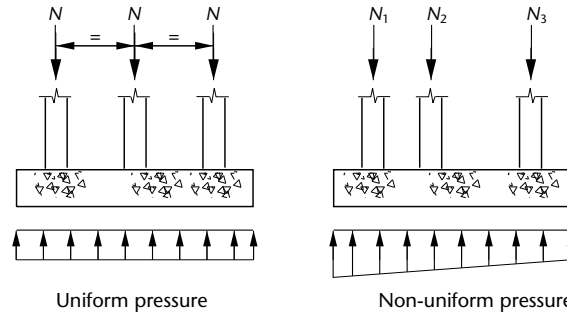 N N N
= =
N1 N2 N3
Uniform pressure
Non-uniform pressure